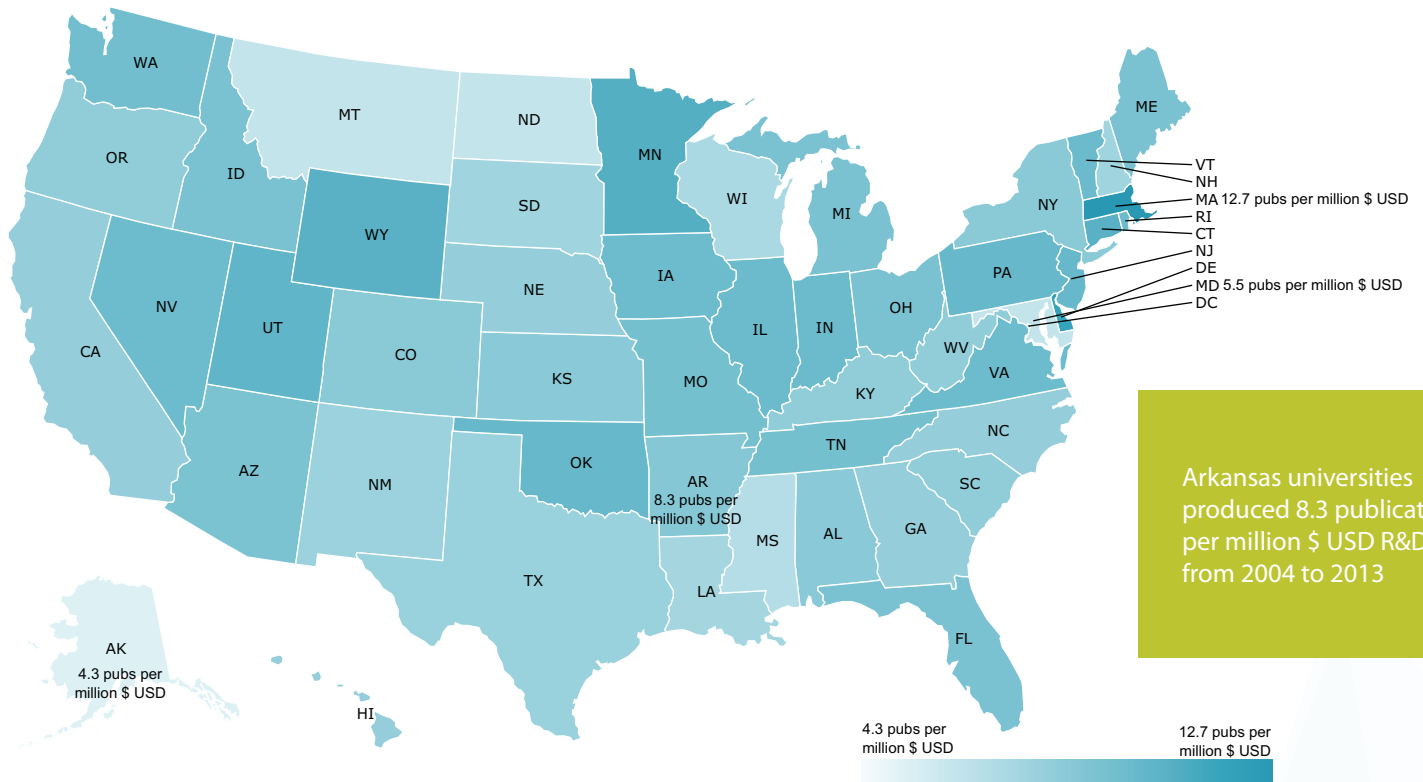 WA
MT
ND
ME
OR
ID
MN
VT
NH
SD
WI
MI
NY
MA 12.7 pubs per million $ USD
RI
WY
CT
IA
PA
NJ
NE
DE
MD 5.5 pubs per million $ USD
NV
DC
UT
IL
IN
OH
CA
CO
WV
KS
MO
VA
KY
NC
TN
OK
AZ
NM
AR
8.3 pubs per
million $ USD
SC
MS
AL
GA
TX
LA
FL
Arkansas universities
produced 8.3 publicat
per million $ USD R&D
from 2004 to 2013
AK
4.3 pubs per
million $ USD
HI
4.3 pubs per
million $ USD
12.7 pubs per
million $ USD